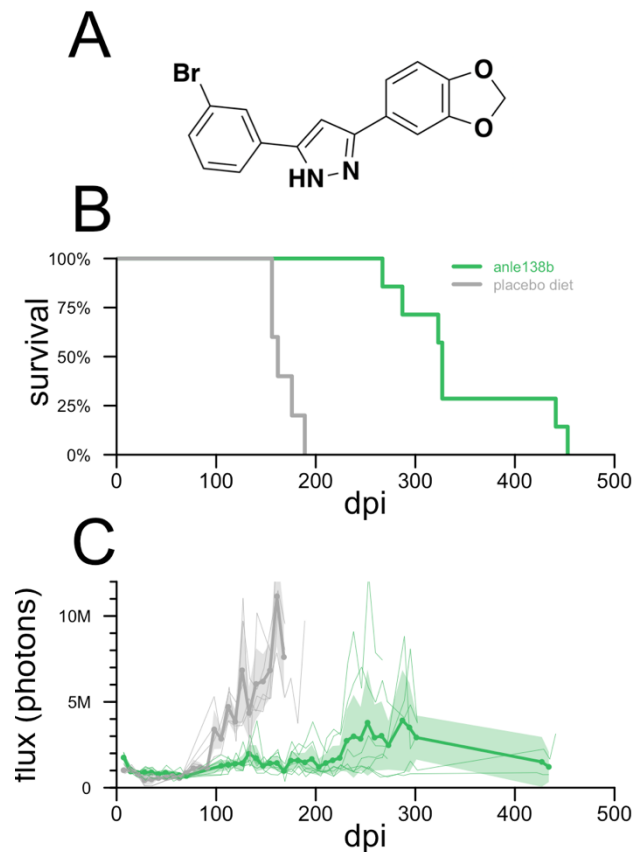 A
Br
O
O
HN
N
B
100%
75%
50%
25%
0%
survival
anle138b
placebo diet
0 100 200 300 400 500
dpi
C
10M
5M
0
flux (photons)
0 100 200 300 400 500
dpi